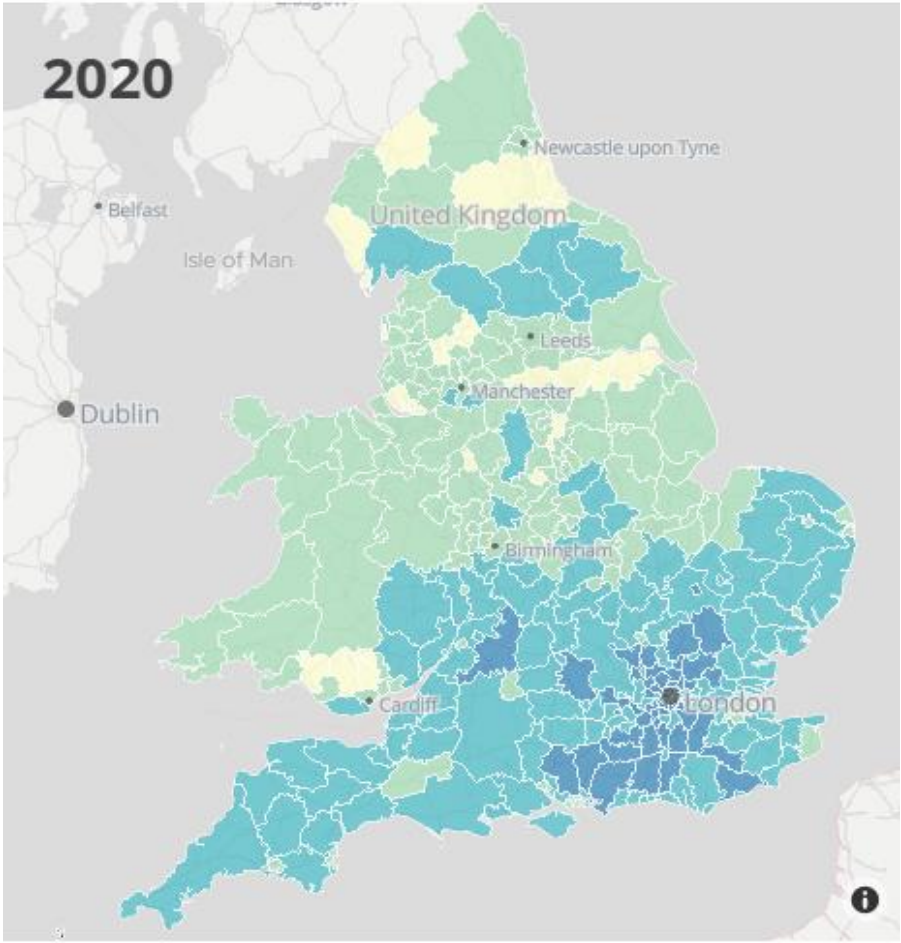 2020
Newcastle upon Tyne
Belfast
United Kingdom
Isle of Man
Leeds
Manchester
Dublin
Birmingham
London
Cardiff
i